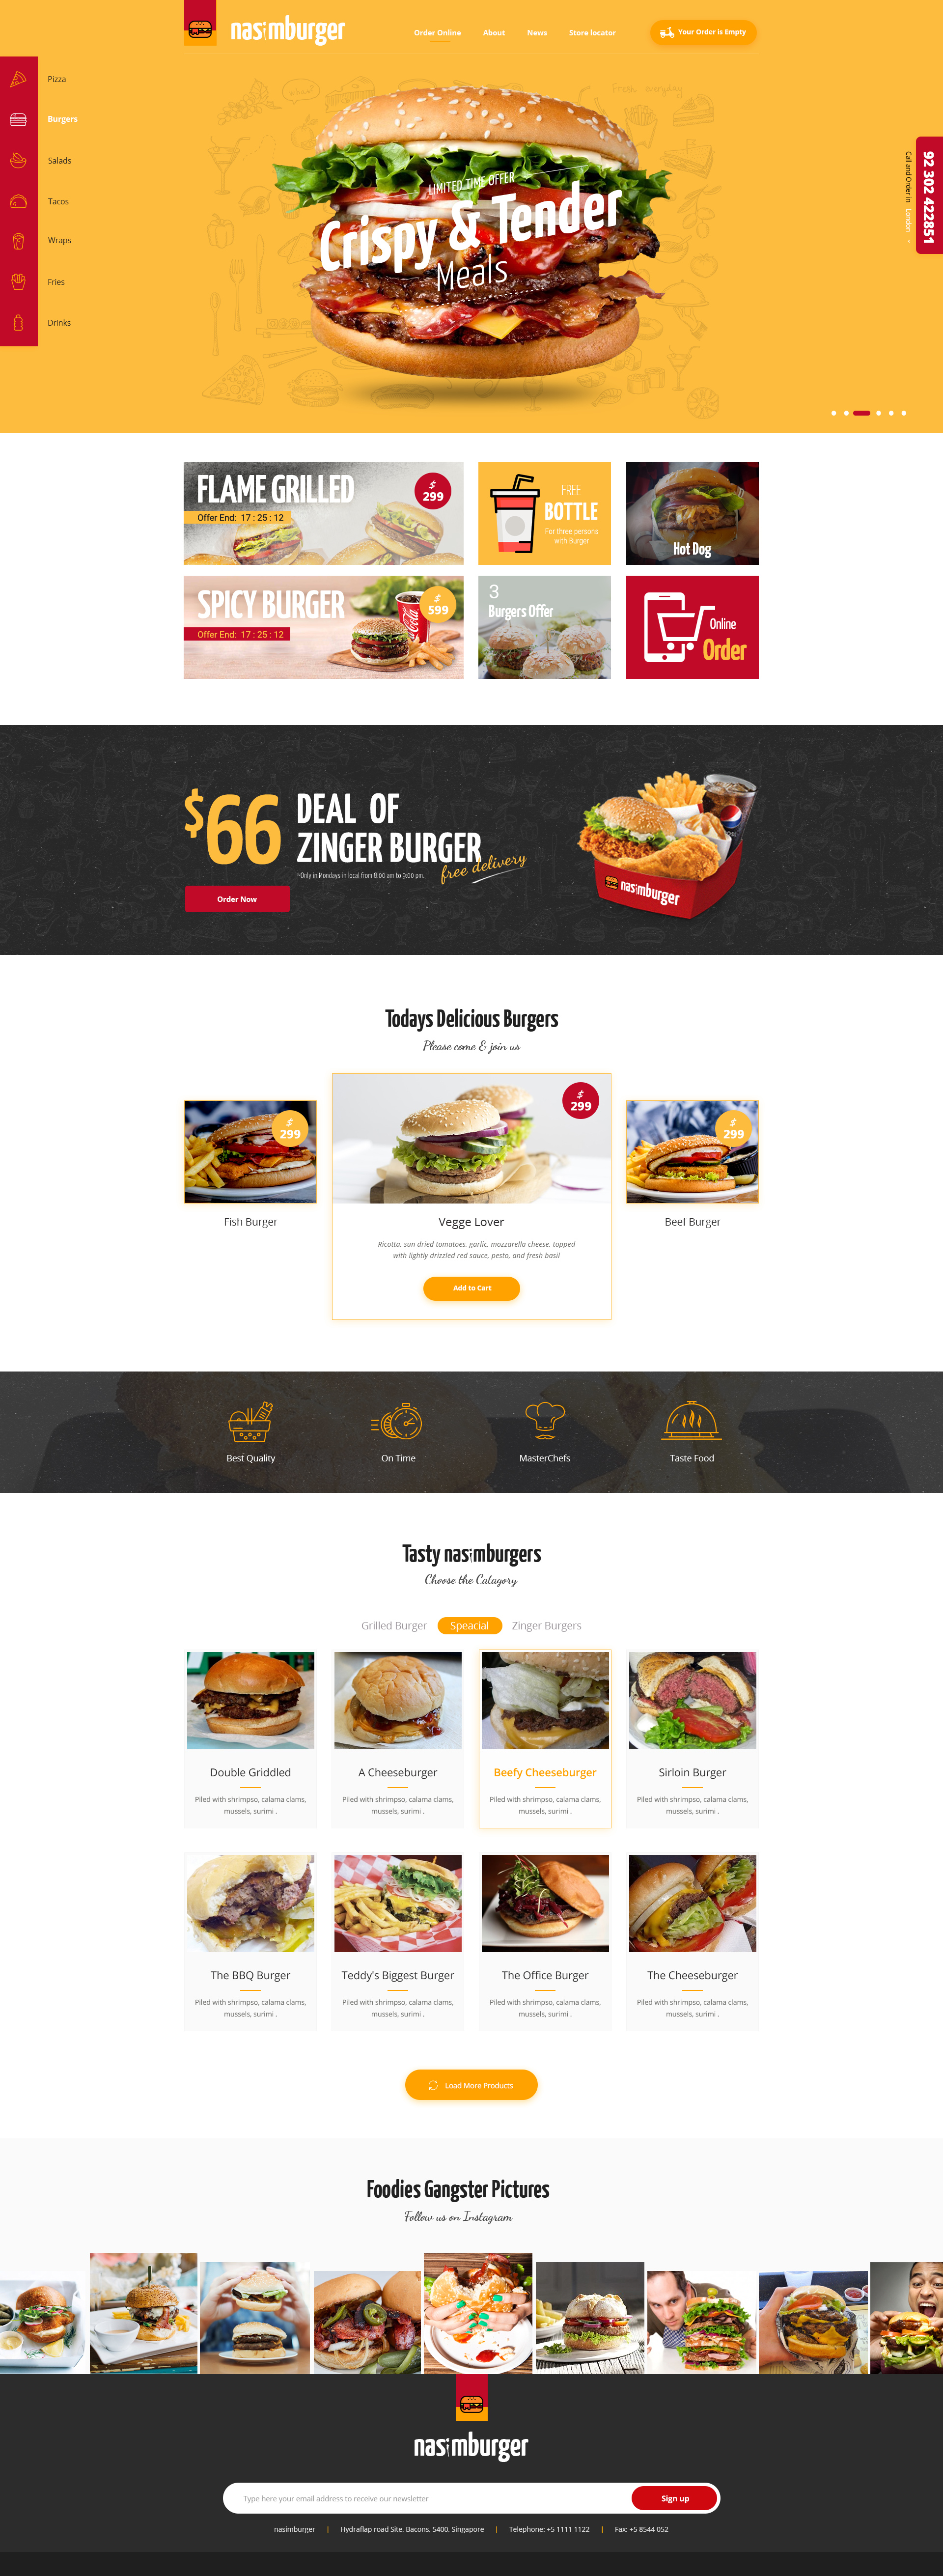 nasimburger
Order Online
About
News
Store locator
Your Order is Empty
Pizza
Burgers
Salads
Tacos
Wraps
Fries
Drinks
what?
Fresh everyday
LIMITED TIME OFFER
Crispy & Tender
Meals
92 302 422851
Call and Order in London
FLAME GRILLED
Offer End: 17 : 25 : 12
$
299
FREE
BOTTLE
For three persons
with Burger
Hot Dog
SPICY BURGER
Offer End: 17 : 25 : 12
$
599
3
Burgers Offer
Online
Order
$66
DEAL OF
ZINGER BURGER
*Only in Mondays in local from 8:00 am to 9:00 pm.
free delivery
Order Now
nasimburger
Todays Delicious Burgers
Please come & join us
$
299
Fish Burger
$
299
Vegge Lover
Ricotta, sun dried tomatoes, garlic, mozzarella cheese, topped
with lightly drizzled red sauce, pesto, and fresh basil
Add to Cart
$
299
Beef Burger
Best Quality
On Time
MasterChefs
Taste Food
Tasty nasimburgers
Choose the Catagory
Grilled Burger
Speacial
Zinger Burgers
Double Griddled
Piled with shrimpso, calama clams,
mussels, surimi .
A Cheeseburger
Piled with shrimpso, calama clams,
mussels, surimi .
Beefy Cheeseburger
Piled with shrimpso, calama clams,
mussels, surimi .
Sirloin Burger
Piled with shrimpso, calama clams,
mussels, surimi .
The BBQ Burger
Piled with shrimpso, calama clams,
mussels, surimi .
Teddy's Biggest Burger
Piled with shrimpso, calama clams,
mussels, surimi .
The Office Burger
Piled with shrimpso, calama clams,
mussels, surimi .
The Cheeseburger
Piled with shrimpso, calama clams,
mussels, surimi .
Load More Products
Foodies Gangster Pictures
Follow us on Instagram
nasimburger
Type here your email address to receive our newsletter
Sign up
nasimburger | Hydraflap road Site, Bacons, 5400, Singapore | Telephone: +5 1111 1122 | Fax: +5 8544 052